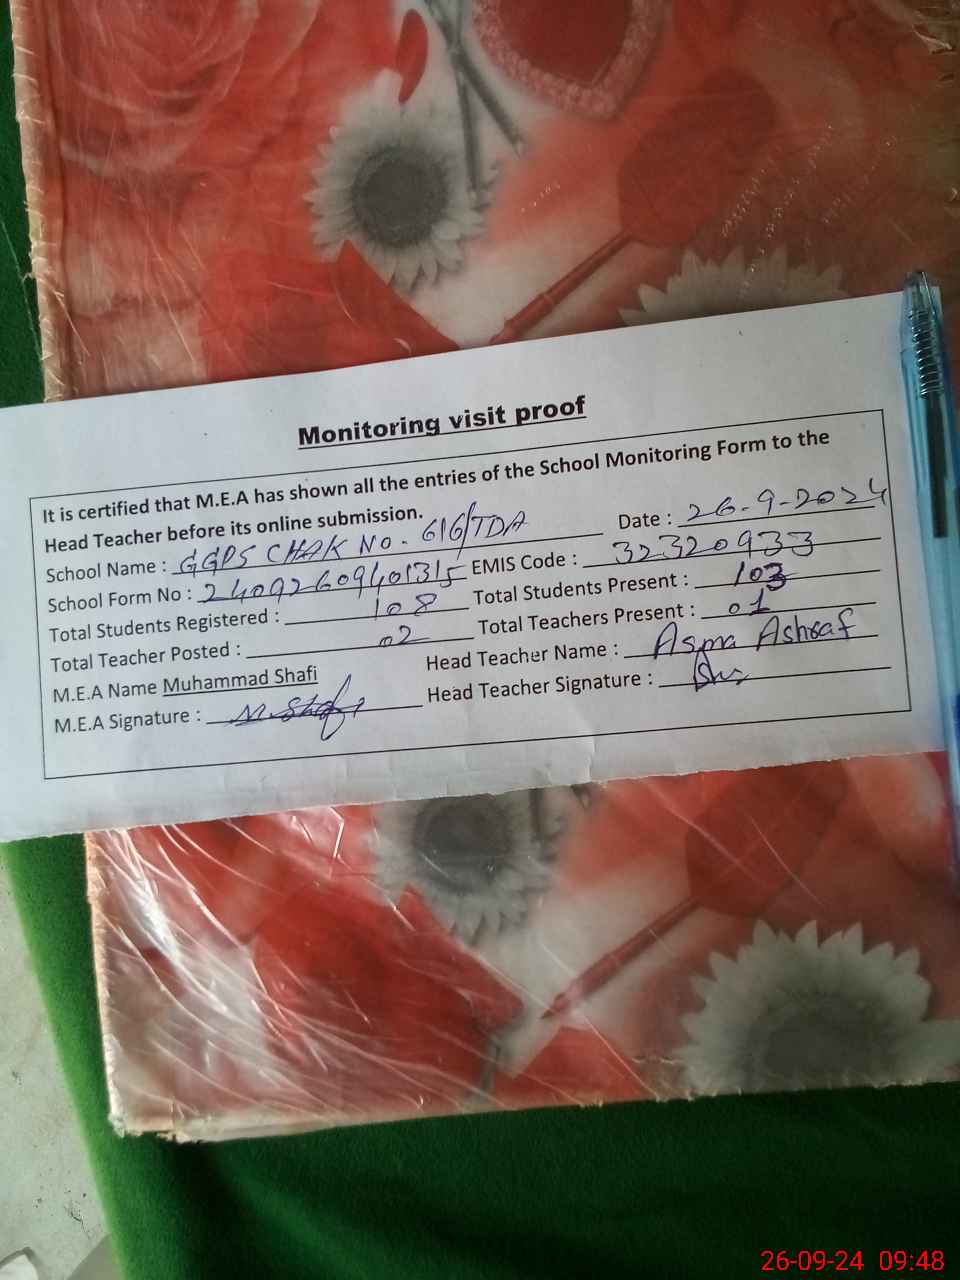 Monitoring visit proof
It is certified that M.E.A has shown all the entries of the School Monitoring Form to the
Head Teacher before its online submission. Date : 26-9-2024
School Name : GGPS CHAK NO. 616/TDA EMIS Code : 32320933
School Form No : 24092609401315 Total Students Present : 103
Total Students Registered : 108 Total Teachers Present : 01
Total Teacher Posted : 02 Head Teacher Name : Asma Ashraf
M.E.A Name Muhammad Shafi Head Teacher Signature :
M.E.A Signature : M. Shafi
26-09-24 09:48